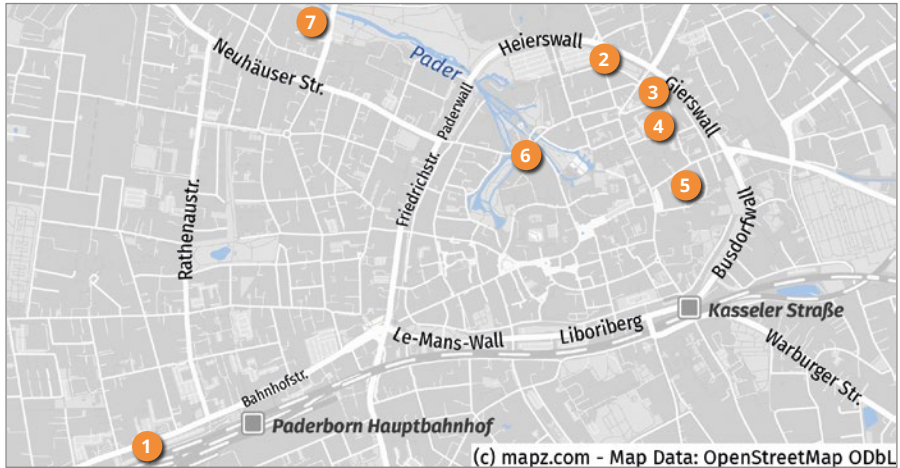 7
Heierswall
2
Neuhäuser Str.
Pader
3
Gierswall
Paderwall
4
6
5
Friedrichstr.
Rathenaustr.
Busdorfwall
Kasseler Straße
Liboriberg
Le-Mans-Wall
Warburger Str.
Bahnhofstr.
Paderborn Hauptbahnhof
1
(c) mapz.com - Map Data: OpenStreetMap ODbL